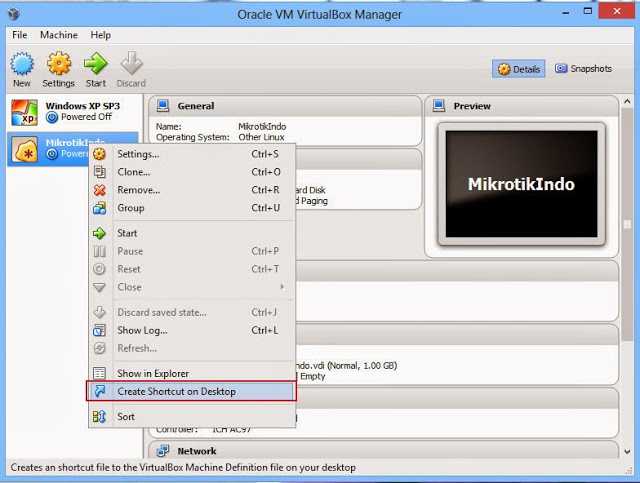 Oracle VM VirtualBox Manager
File Machine Help
New Settings Start Discard
Details Snapshots
Windows XP SP3
Powered Off
MikrotikIndo
Powere
General
Name: MikrotikIndo
Operating System: Other Linux
Preview
MikrotikIndo
Settings... Ctrl+S
Clone... Ctrl+O
Remove... Ctrl+R
Group Ctrl+U
Start
Pause Ctrl+P
Reset Ctrl+T
Close
Discard saved state... Ctrl+J
Show Log... Ctrl+L
Refresh...
Show in Explorer
Create Shortcut on Desktop
Sort
ard Disk
d Paging
ndo.vdi (Normal, 1.00 GB)
Empty
Controller: ICH AC97
Network
Creates an shortcut file to the VirtualBox Machine Definition file on your desktop